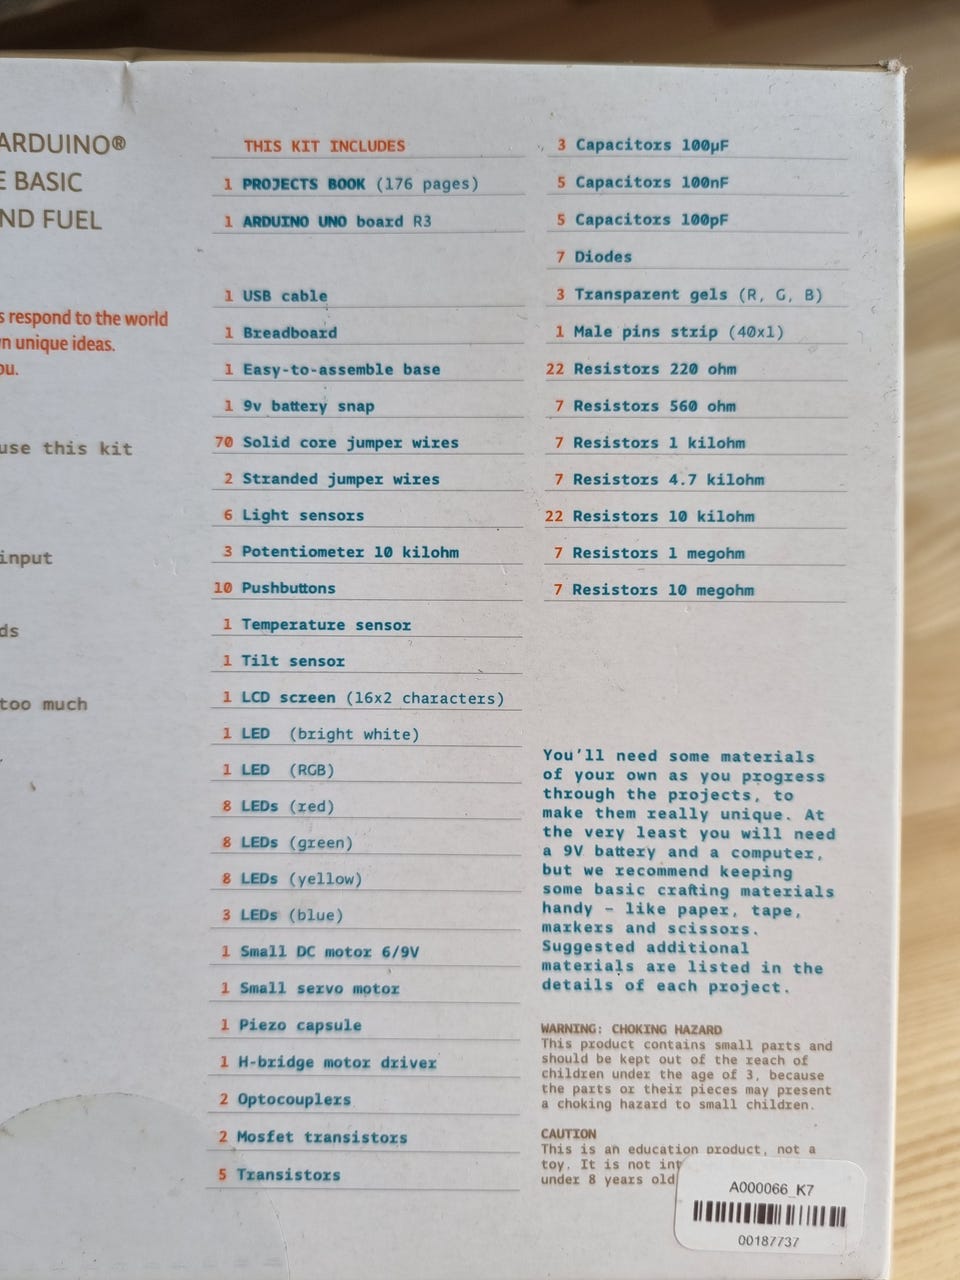 ARDUINO®
E BASIC
ND FUEL
s respond to the world
n unique ideas.
ou.
use this kit
input
ds
too much
THIS KIT INCLUDES
1 PROJECTS BOOK (176 pages)
1 ARDUINO UNO board R3
1 USB cable
1 Breadboard
1 Easy-to-assemble base
1 9v battery snap
70 Solid core jumper wires
2 Stranded jumper wires
6 Light sensors
3 Potentiometer 10 kilohm
10 Pushbuttons
1 Temperature sensor
1 Tilt sensor
1 LCD screen (16x2 characters)
1 LED (bright white)
1 LED (RGB)
8 LEDs (red)
8 LEDs (green)
8 LEDs (yellow)
3 LEDs (blue)
1 Small DC motor 6/9V
1 Small servo motor
1 Piezo capsule
1 H-bridge motor driver
2 Optocouplers
2 Mosfet transistors
5 Transistors
3 Capacitors 100µF
5 Capacitors 100nF
5 Capacitors 100pF
7 Diodes
3 Transparent gels (R, G, B)
1 Male pins strip (40x1)
22 Resistors 220 ohm
7 Resistors 560 ohm
7 Resistors 1 kilohm
7 Resistors 4.7 kilohm
22 Resistors 10 kilohm
7 Resistors 1 megohm
7 Resistors 10 megohm
You'll need some materials
of your own as you progress
through the projects, to
make them really unique. At
the very least you will need
a 9V battery and a computer,
but we recommend keeping
some basic crafting materials
handy – like paper, tape,
markers and scissors.
Suggested additional
materials are listed in the
details of each project.
WARNING: CHOKING HAZARD
This product contains small parts and
should be kept out of the reach of
children under the age of 3, because
the parts or their pieces may present
a choking hazard to small children.
CAUTION
This is an education product, not a
toy. It is not int
under 8 years old
A000066_K7
00187737